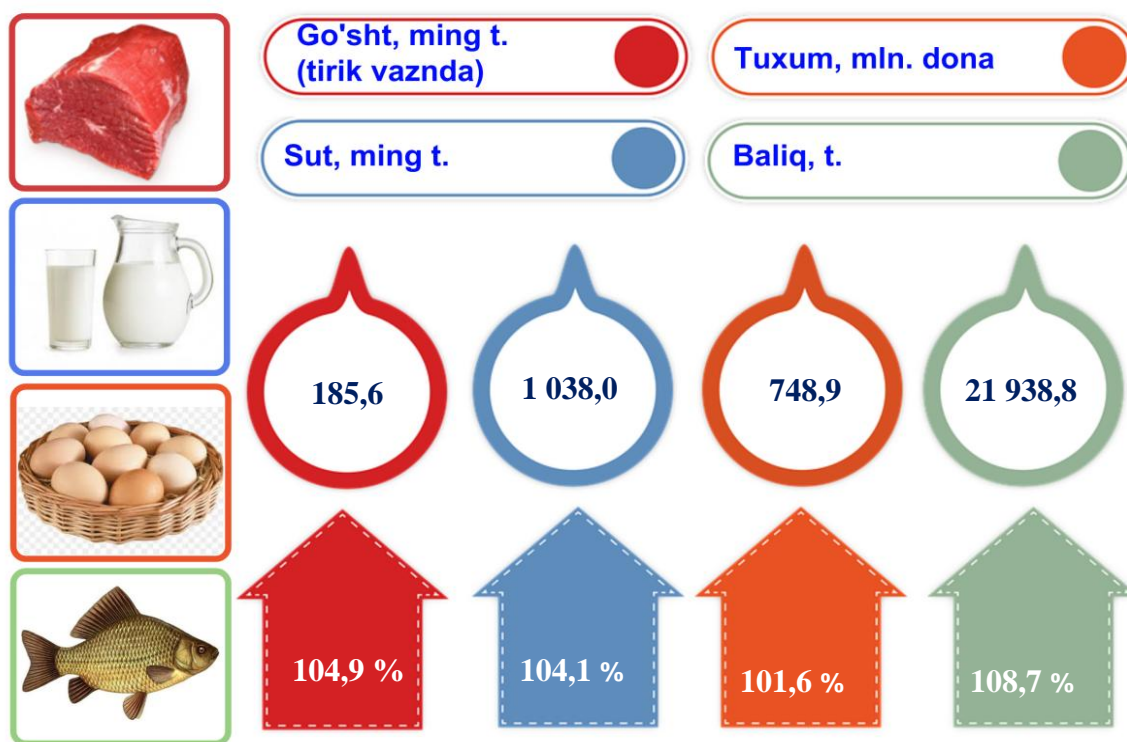 Go'sht, ming t.
(tirik vaznda)
Tuxum, mln. dona
Sut, ming t.
Baliq, t.
185,6
1 038,0
748,9
21 938,8
104,9 %
104,1 %
101,6 %
108,7 %